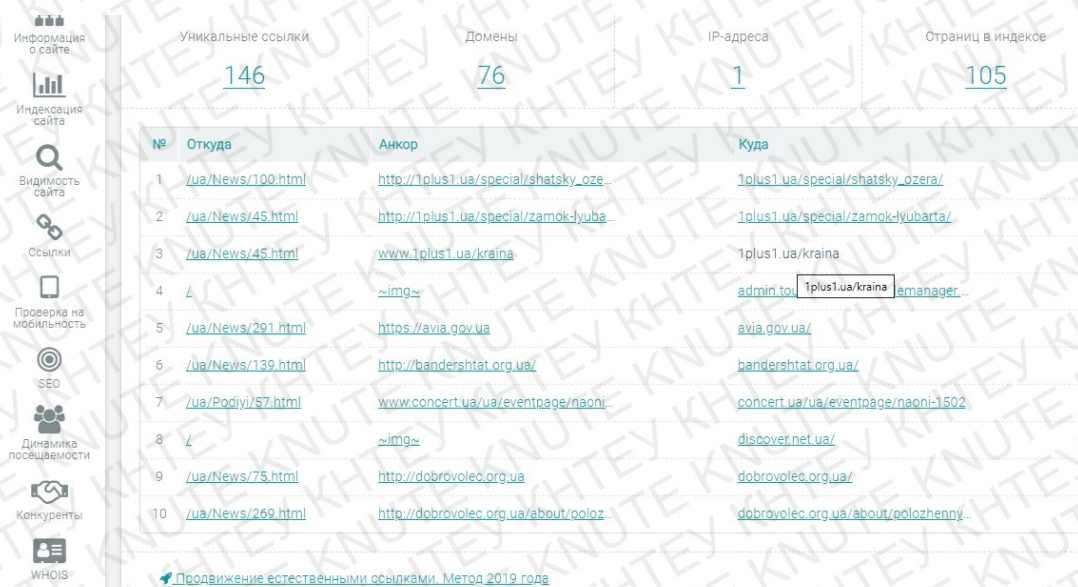 Информация
о сайте
Индексация
сайта
Видимость
сайта
Ссылки
Проверка на
мобильность
SEO
Динамика
посещаемости
Конкуренты
WHOIS
Уникальные ссылки Домены IP-адреса Страниц в индексе
146 76 1 105
№ Откуда Анкор Куда
1 /ua/News/100.html http://1plus1.ua/special/shatsky_oze... 1plus1.ua/special/shatsky_ozera/
2 /ua/News/45.html http://1plus1.ua/special/zamok-lyuba... 1plus1.ua/special/zamok-lyubarta/
3 /ua/News/45.html www.1plus1.ua/kraina 1plus1.ua/kraina
1plus1.ua/kraina
4 / ~img~ admin.tou emanager....
5 /ua/News/291.html https://avia.gov.ua avia.gov.ua/
6 /ua/News/139.html http://bandershtat.org.ua/ bandershtat.org.ua/
7 /ua/Podiyi/57.html www.concert.ua/ua/eventpage/naoni... concert.ua/ua/eventpage/naoni-1502
8 / ~img~ discover.net.ua/
9 /ua/News/75.html http://dobrovolec.org.ua dobrovolec.org.ua/
10 /ua/News/269.html http://dobrovolec.org.ua/about/poloz... dobrovolec.org.ua/about/polozhenny...
Продвижение естественными ссылками. Метод 2019 года